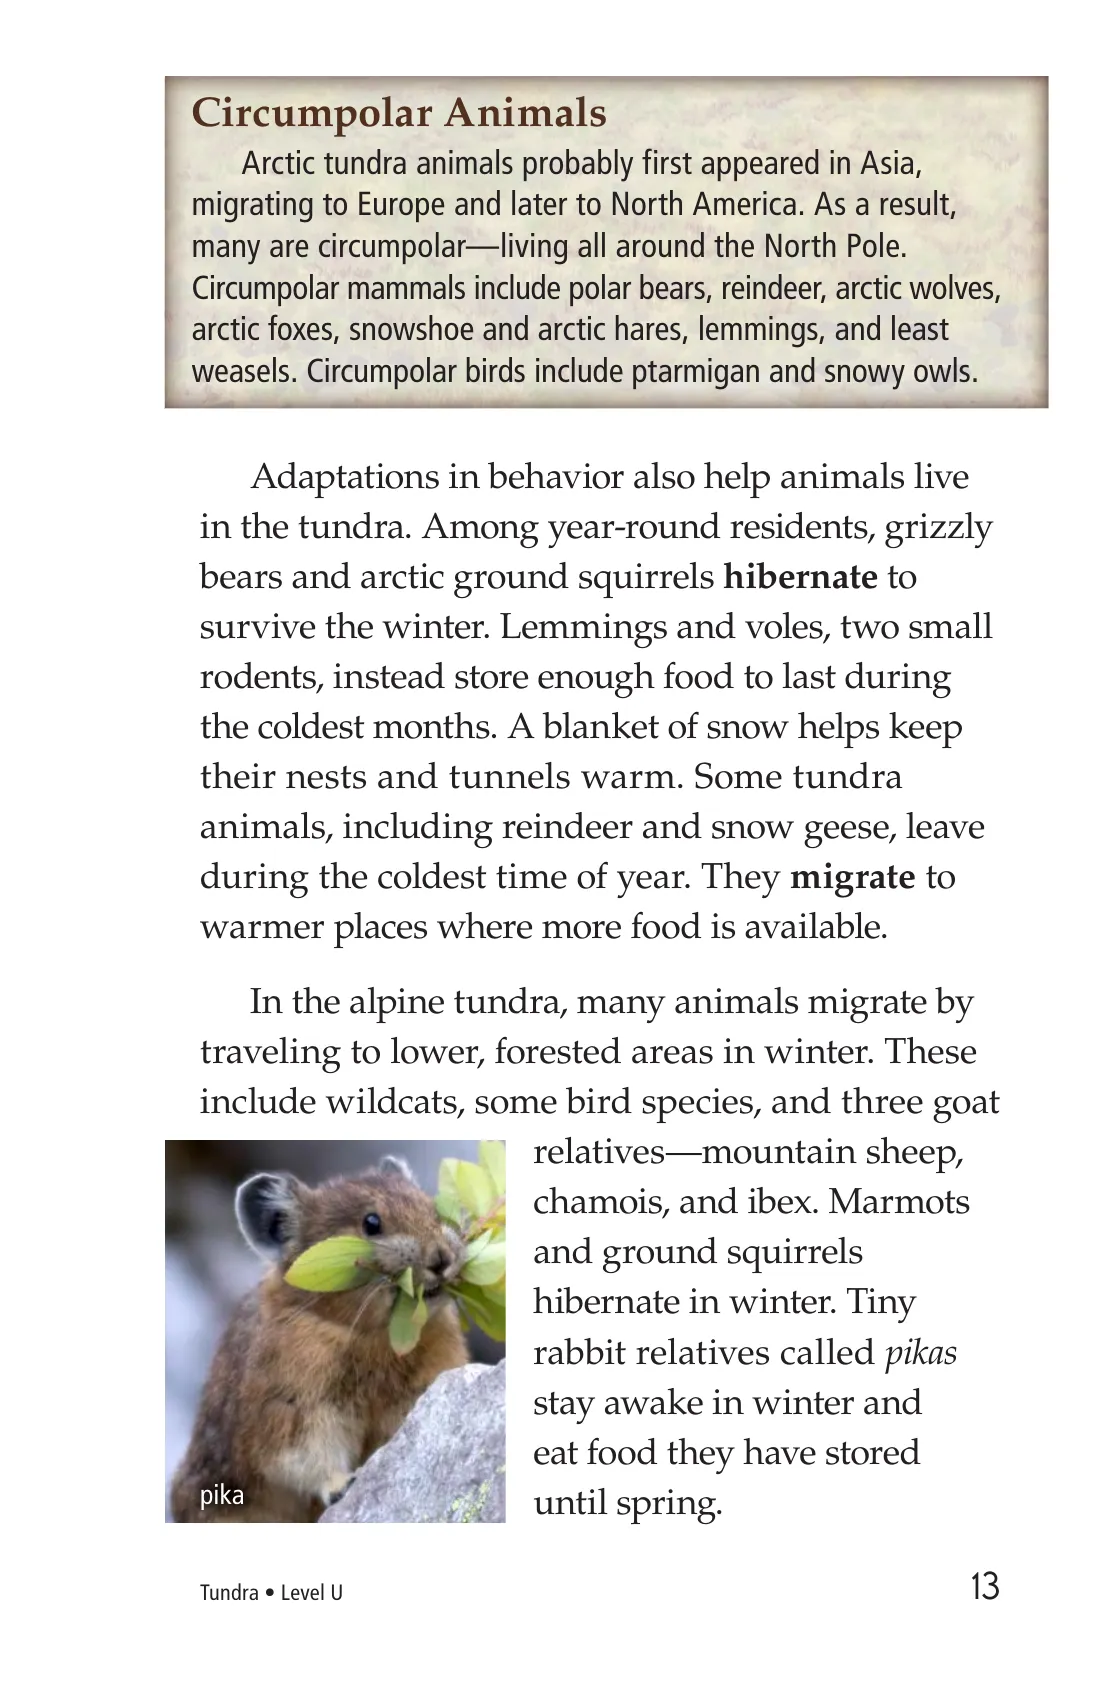 Circumpolar Animals
Arctic tundra animals probably first appeared in Asia,
migrating to Europe and later to North America. As a result,
many are circumpolar—living all around the North Pole.
Circumpolar mammals include polar bears, reindeer, arctic wolves,
arctic foxes, snowshoe and arctic hares, lemmings, and least
weasels. Circumpolar birds include ptarmigan and snowy owls.
Adaptations in behavior also help animals live
in the tundra. Among year-round residents, grizzly
bears and arctic ground squirrels hibernate to
survive the winter. Lemmings and voles, two small
rodents, instead store enough food to last during
the coldest months. A blanket of snow helps keep
their nests and tunnels warm. Some tundra
animals, including reindeer and snow geese, leave
during the coldest time of year. They migrate to
warmer places where more food is available.
In the alpine tundra, many animals migrate by
traveling to lower, forested areas in winter. These
include wildcats, some bird species, and three goat
relatives—mountain sheep,
chamois, and ibex. Marmots
and ground squirrels
hibernate in winter. Tiny
rabbit relatives called pikas
stay awake in winter and
eat food they have stored
until spring.
pika
Tundra • Level U
13